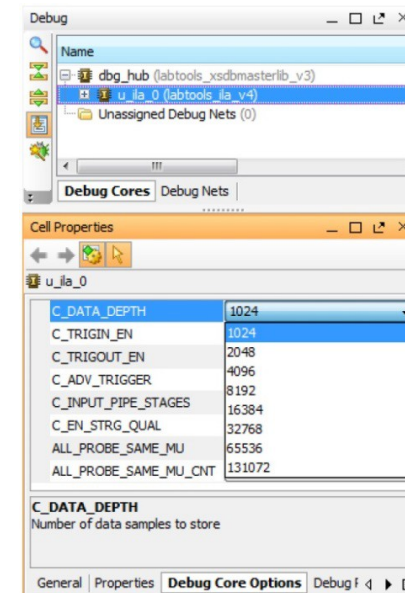 Debug
Name
dbg_hub (labtools_xsdbmasterlib_v3)
u_ila_0 (labtools_ila_v4)
Unassigned Debug Nets (0)
Debug Cores Debug Nets
Cell Properties
u_ila_0
C_DATA_DEPTH 1024
C_TRIGIN_EN 1024
C_TRIGOUT_EN 2048
C_ADV_TRIGGER 4096
8192
C_INPUT_PIPE_STAGES 16384
C_EN_STRG_QUAL 32768
ALL_PROBE_SAME_MU 65536
ALL_PROBE_SAME_MU_CNT 131072
C_DATA_DEPTH
Number of data samples to store
General Properties Debug Core Options Debug